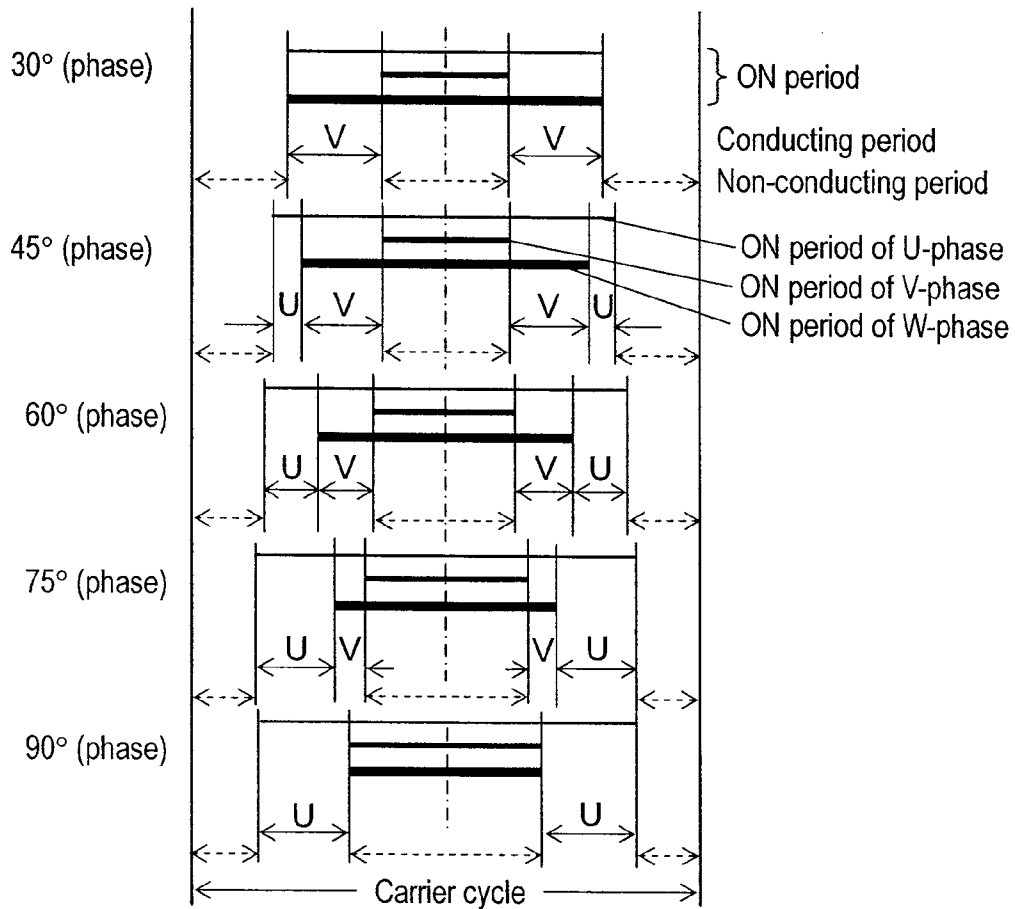 30° (phase)
ON period
V V
Conducting period
Non-conducting period
45° (phase)
ON period of U-phase
ON period of V-phase
ON period of W-phase
U V V U
60° (phase)
U V V U
75° (phase)
U V V U
90° (phase)
U U
Carrier cycle